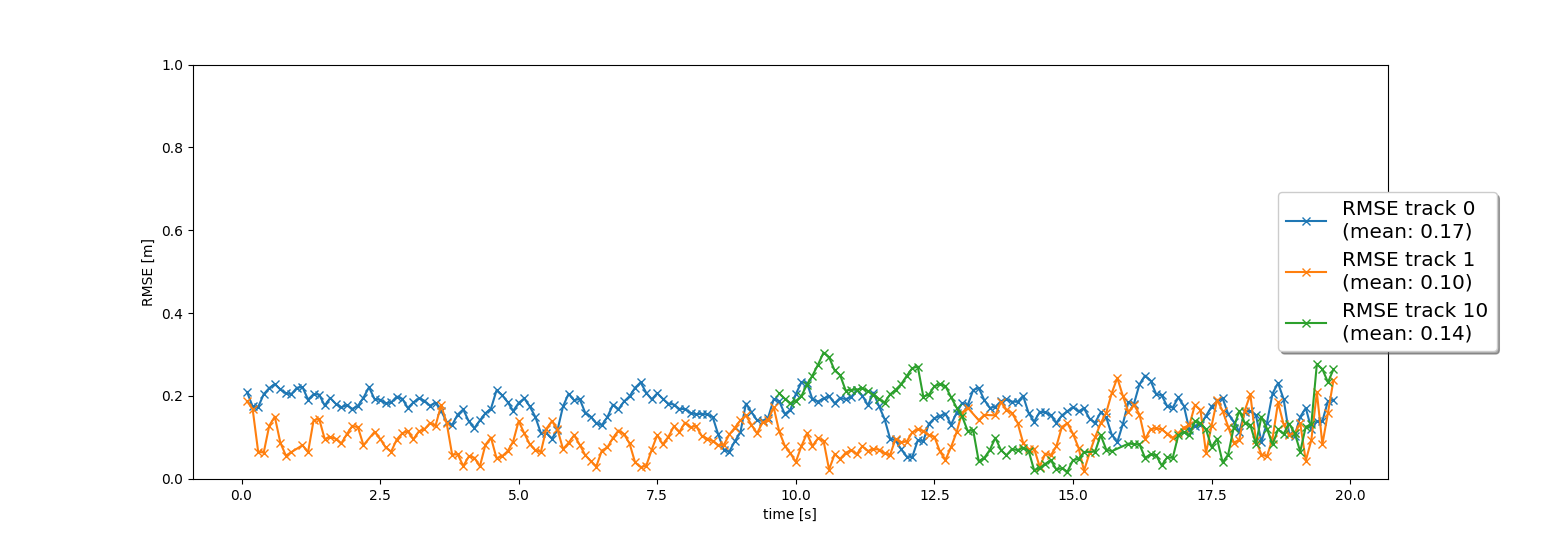 1.0
0.8
0.6
0.4
0.2
0.0
RMSE [m]
0.0 2.5 5.0 7.5 10.0 12.5 15.0 17.5 20.0
time [s]
RMSE track 0
(mean: 0.17)
RMSE track 1
(mean: 0.10)
RMSE track 10
(mean: 0.14)